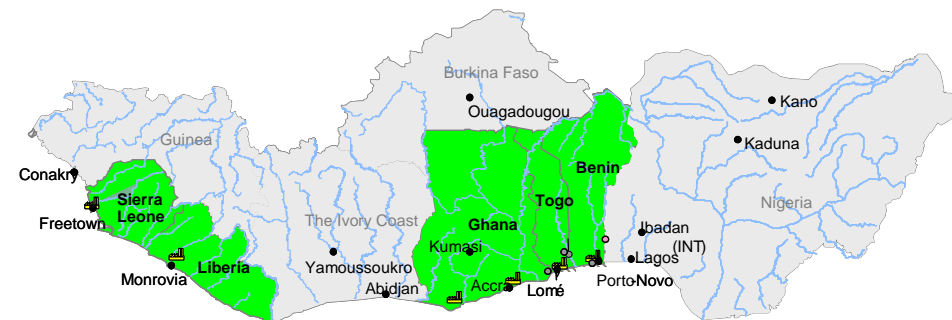 Burkina Faso
Ouagadougou
Kano
Kaduna
Guinea
Conakry
Sierra
Leone
Freetown
Benin
Togo
Nigeria
The Ivory Coast
Ghana
Kumasi
Ibadan
(INT)
Liberia
Monrovia
Yamoussoukro
Abidjan
Accra
Lomé
Lagos
Porto-Novo